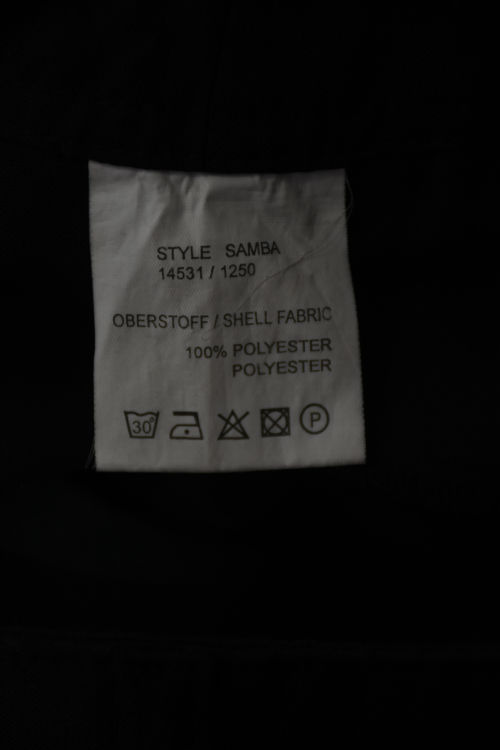 STYLE SAMBA
14531 / 1250
OBERSTOFF / SHELL FABRIC
100% POLYESTER
POLYESTER
30° P